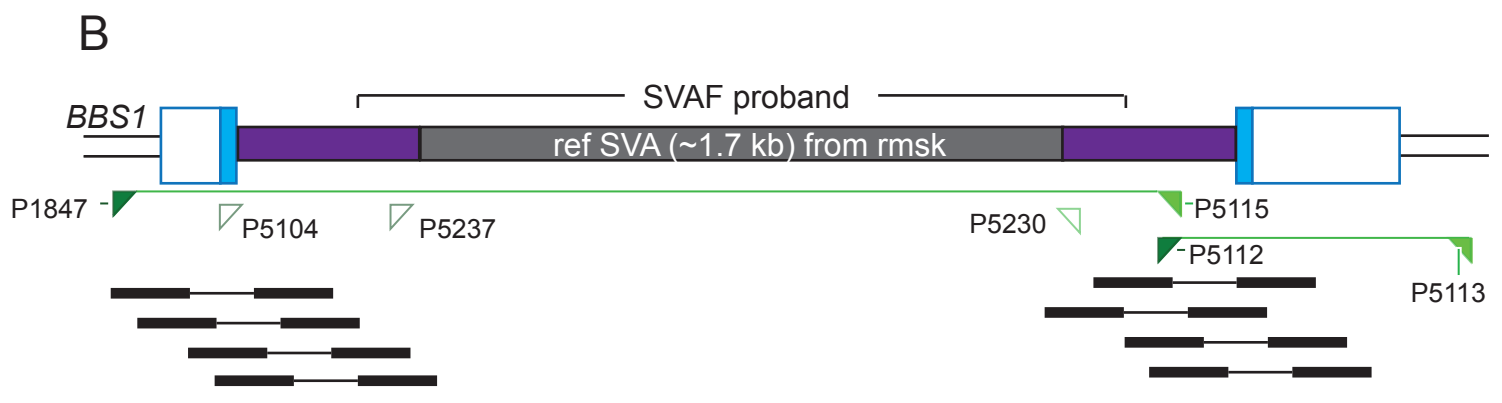 B
SVAF proband
BBS1
ref SVA (~1.7 kb) from rmsk
P1847
P5104
P5237
P5230
P5115
P5112
P5113